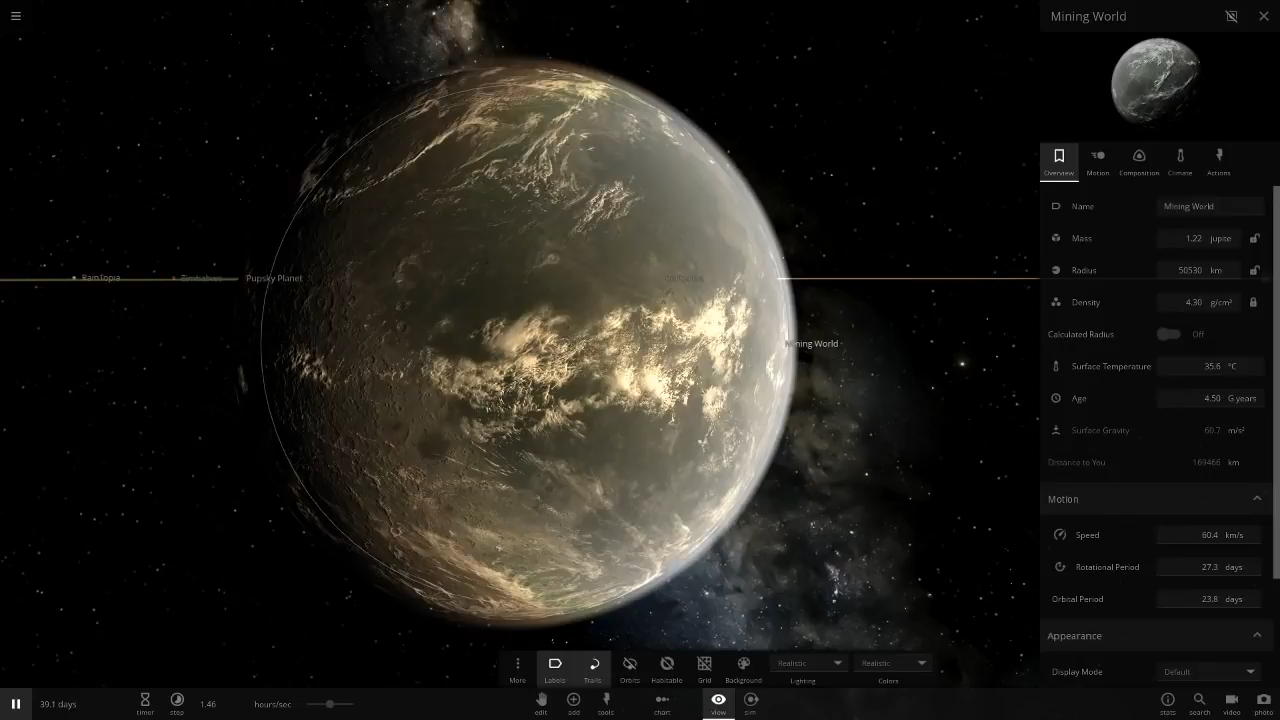 Mining World
RainTopia
Zimbabwe
Pupsky Planet
Mining World
Overview Motion Composition Climate Actions
Name Mining World
Mass 1.22 jupite
Radius 50530 km
Density 4.30 g/cm³
Calculated Radius Off
Surface Temperature 35.6 °C
Age 4.50 G years
Surface Gravity 60.7 m/s²
Distance to You 169466 km
Motion
Speed 60.4 km/s
Rotational Period 27.3 days
Orbital Period 23.8 days
Appearance
Display Mode Default
More Labels Trails Orbits Habitable Grid Background Realistic Realistic
Lighting Colors
39.1 days timer step 1.46 hours/sec edit add tools chart view sim stats search video photo